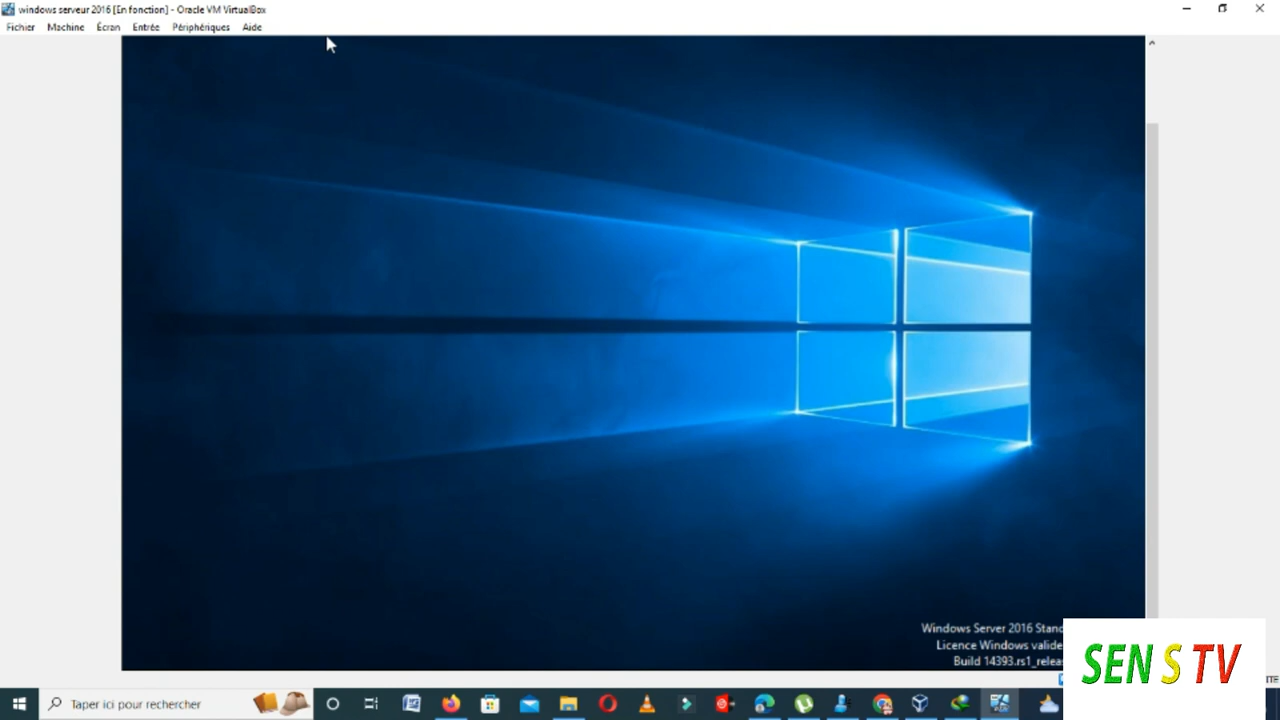 windows serveur 2016 [En fonction] - Oracle VM VirtualBox
Fichier Machine Écran Entrée Périphériques Aide
Windows Server 2016 Stand
Licence Windows valide
Build 14393.rs1_relea
SEN S TV
Taper ici pour rechercher